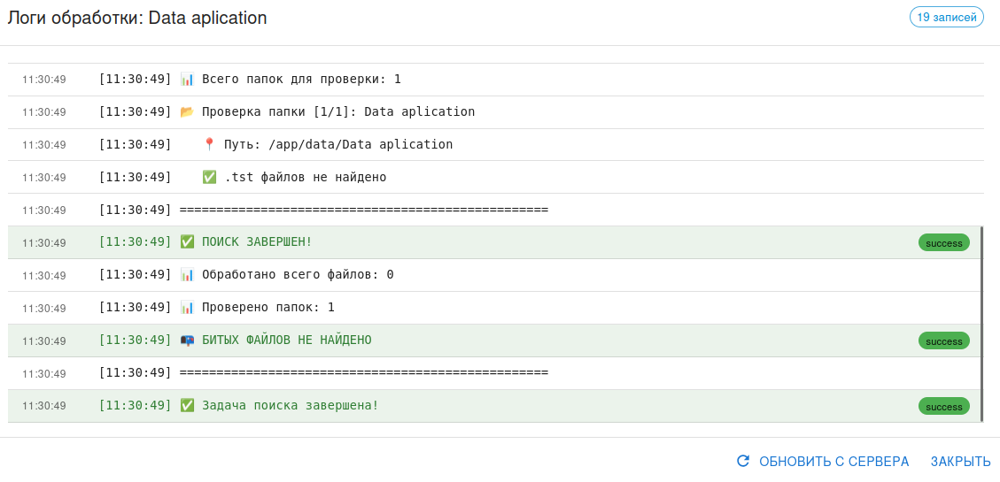 Логи обработки: Data aplication
19 записей
11:30:49 [11:30:49] 📊 Всего папок для проверки: 1
11:30:49 [11:30:49] 📂 Проверка папки [1/1]: Data aplication
11:30:49 [11:30:49] 📍 Путь: /app/data/Data aplication
11:30:49 [11:30:49] ✅ .tst файлов не найдено
11:30:49 [11:30:49] ==================================================
11:30:49 [11:30:49] ✅ ПОИСК ЗАВЕРШЕН! success
11:30:49 [11:30:49] 📊 Обработано всего файлов: 0
11:30:49 [11:30:49] 📊 Проверено папок: 1
11:30:49 [11:30:49] 📭 БИТЫХ ФАЙЛОВ НЕ НАЙДЕНО success
11:30:49 [11:30:49] ==================================================
11:30:49 [11:30:49] ✅ Задача поиска завершена! success
ОБНОВИТЬ С СЕРВЕРА ЗАКРЫТЬ